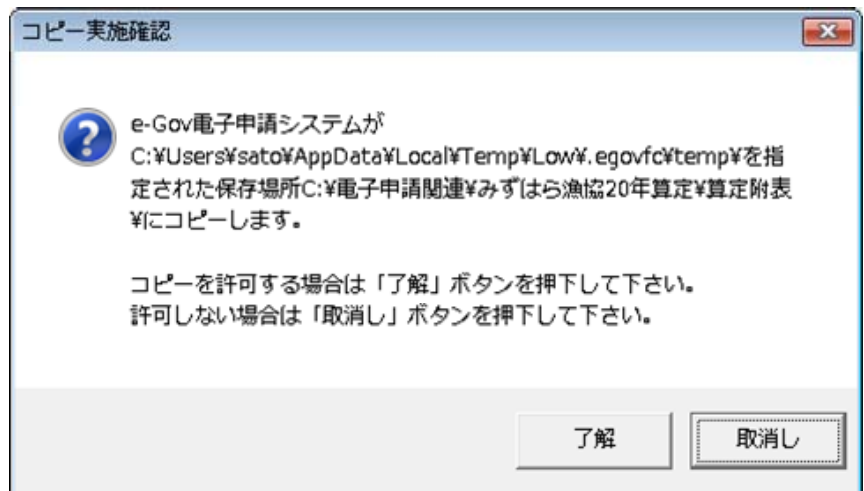 コピー実施確認
e-Gov電子申請システムが
C:¥Users¥sato¥AppData¥Local¥Temp¥Low¥.egovfc¥temp¥を指
定された保存場所C:¥電子申請関連¥みずほら漁協20年算定¥算定附表
¥にコピーします。
コピーを許可する場合は「了解」ボタンを押下して下さい。
許可しない場合は「取消し」ボタンを押下して下さい。
了解
取消し